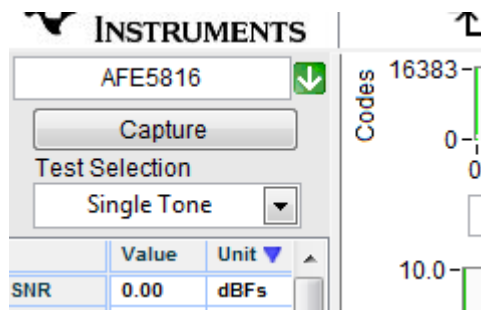 INSTRUMENTS
AFE5816
Capture
Test Selection
Single Tone
Value Unit
SNR 0.00 dBFs
Codes
16383
0
0
10.0